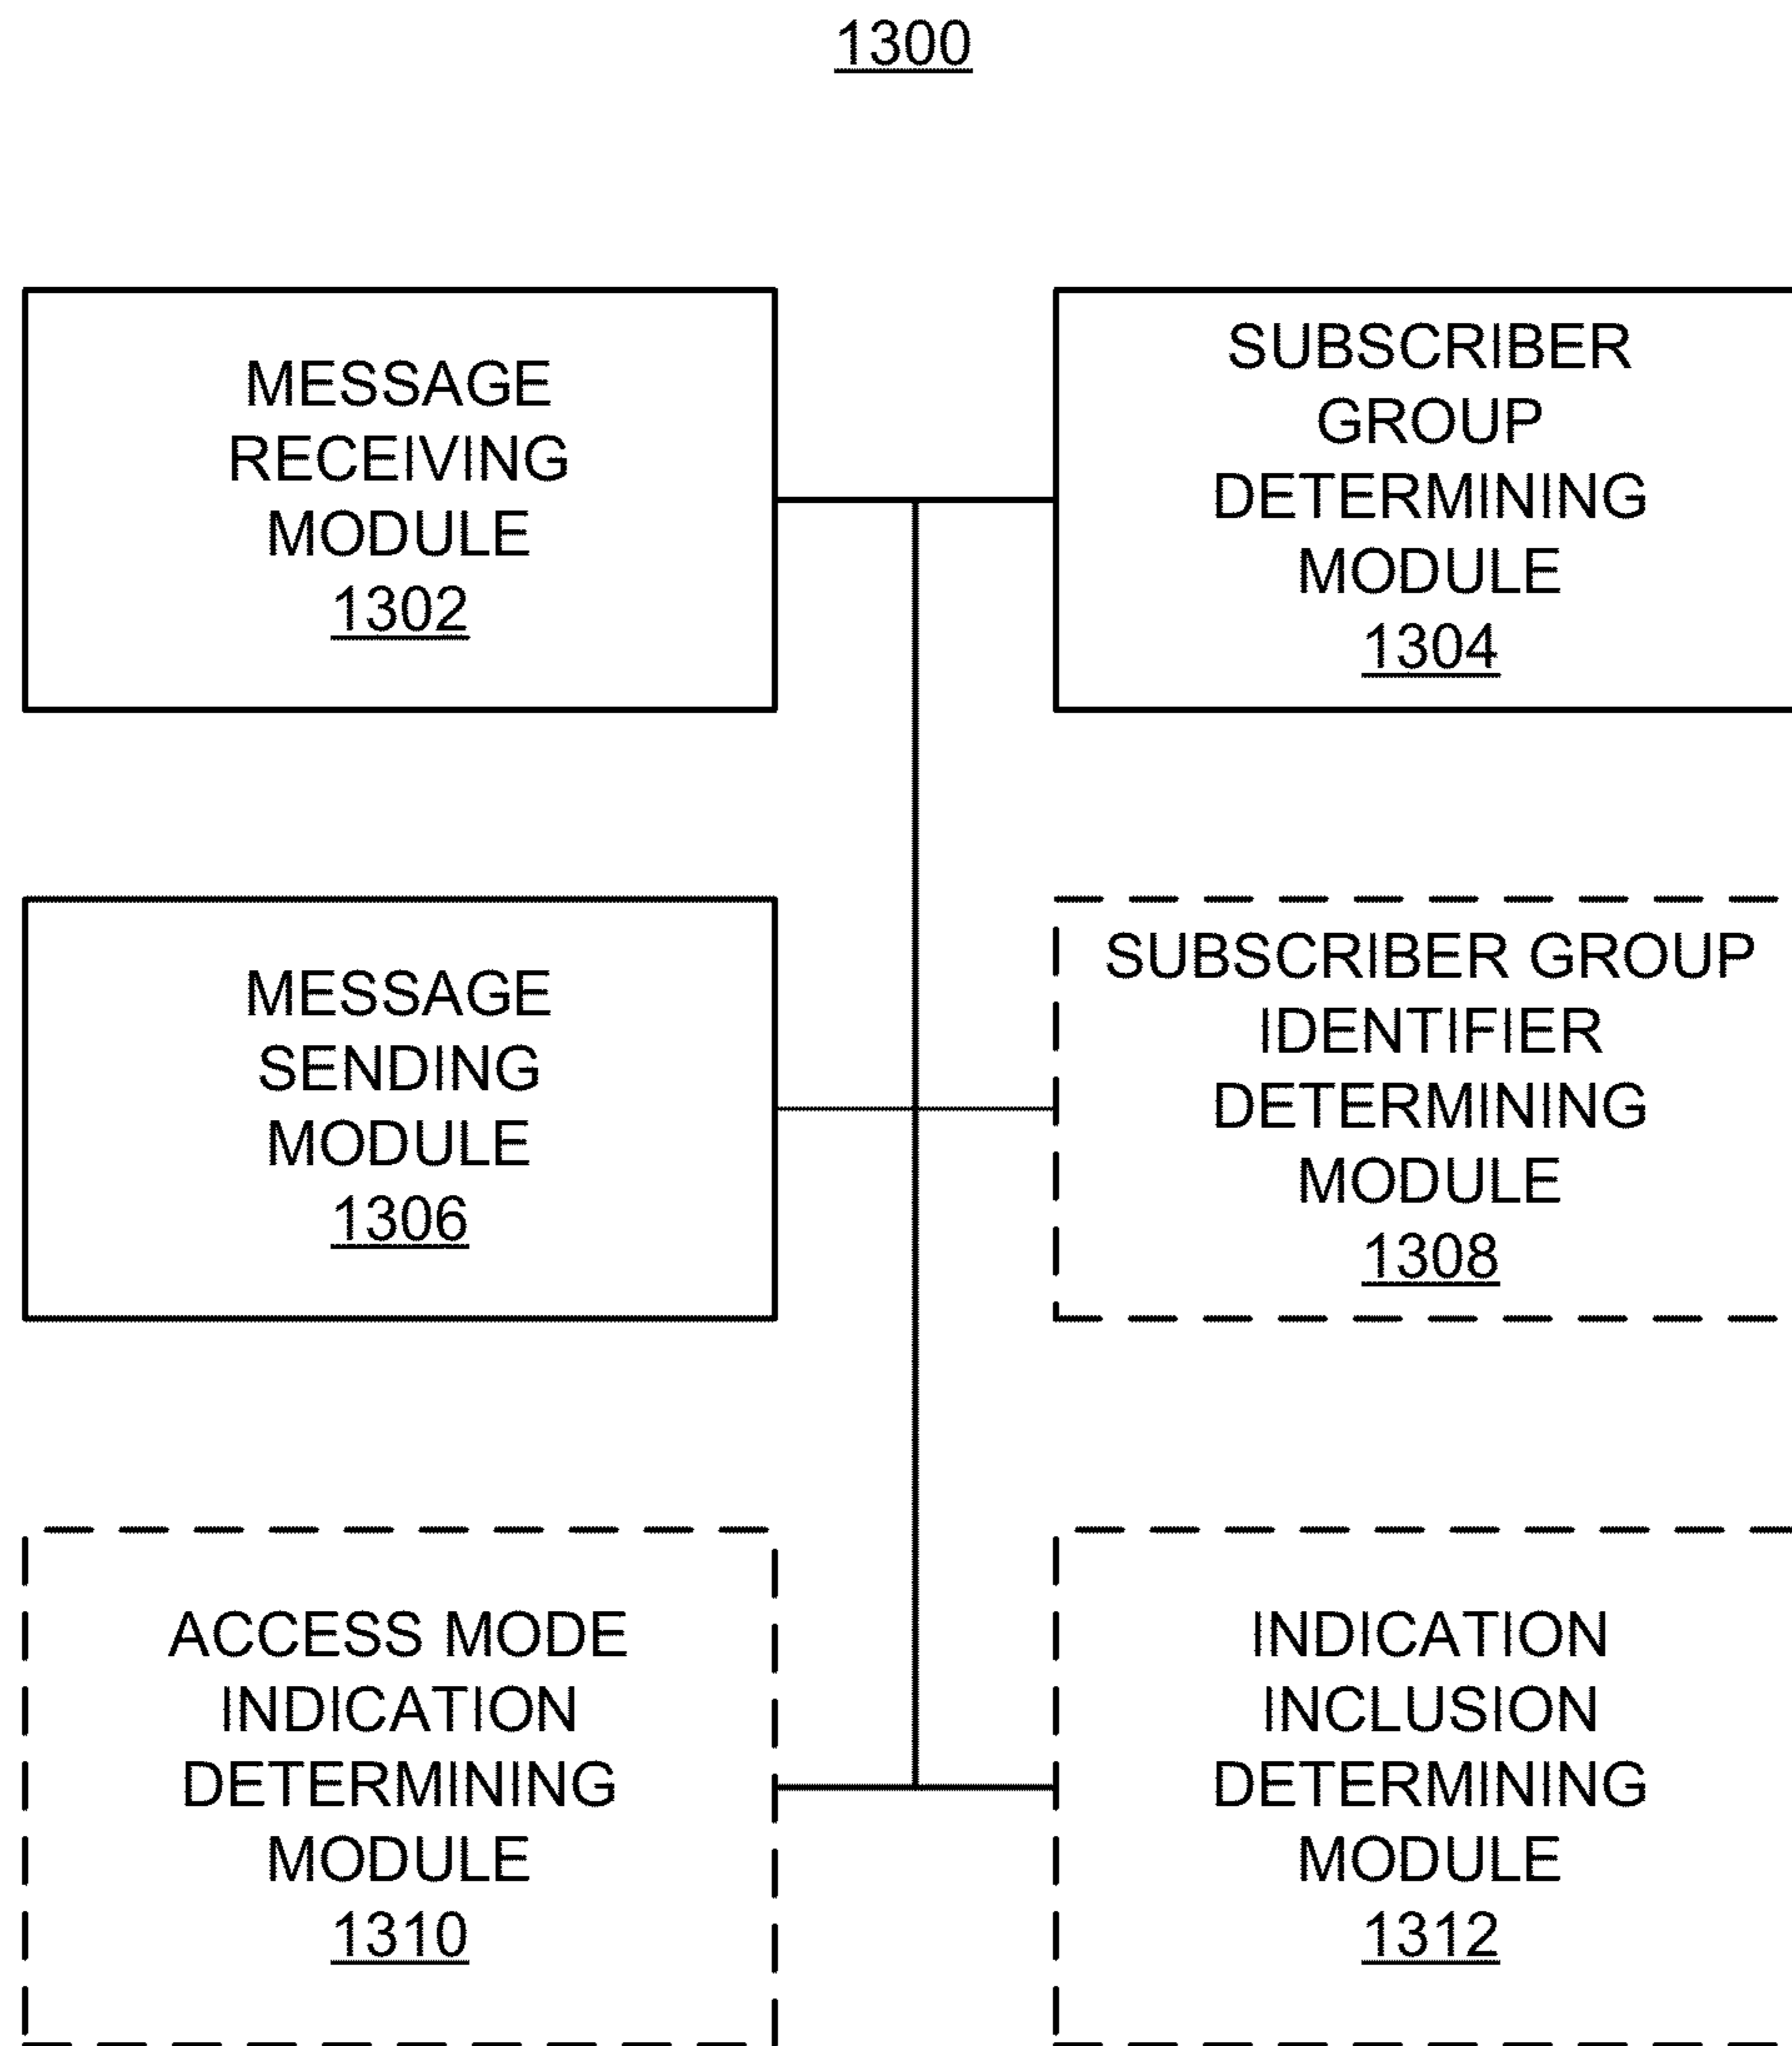 1300
MESSAGE
RECEIVING
MODULE
1302
SUBSCRIBER
GROUP
DETERMINING
MODULE
1304
MESSAGE
SENDING
MODULE
1306
SUBSCRIBER GROUP
IDENTIFIER
DETERMINING
MODULE
1308
ACCESS MODE
INDICATION
DETERMINING
MODULE
1310
INDICATION
INCLUSION
DETERMINING
MODULE
1312